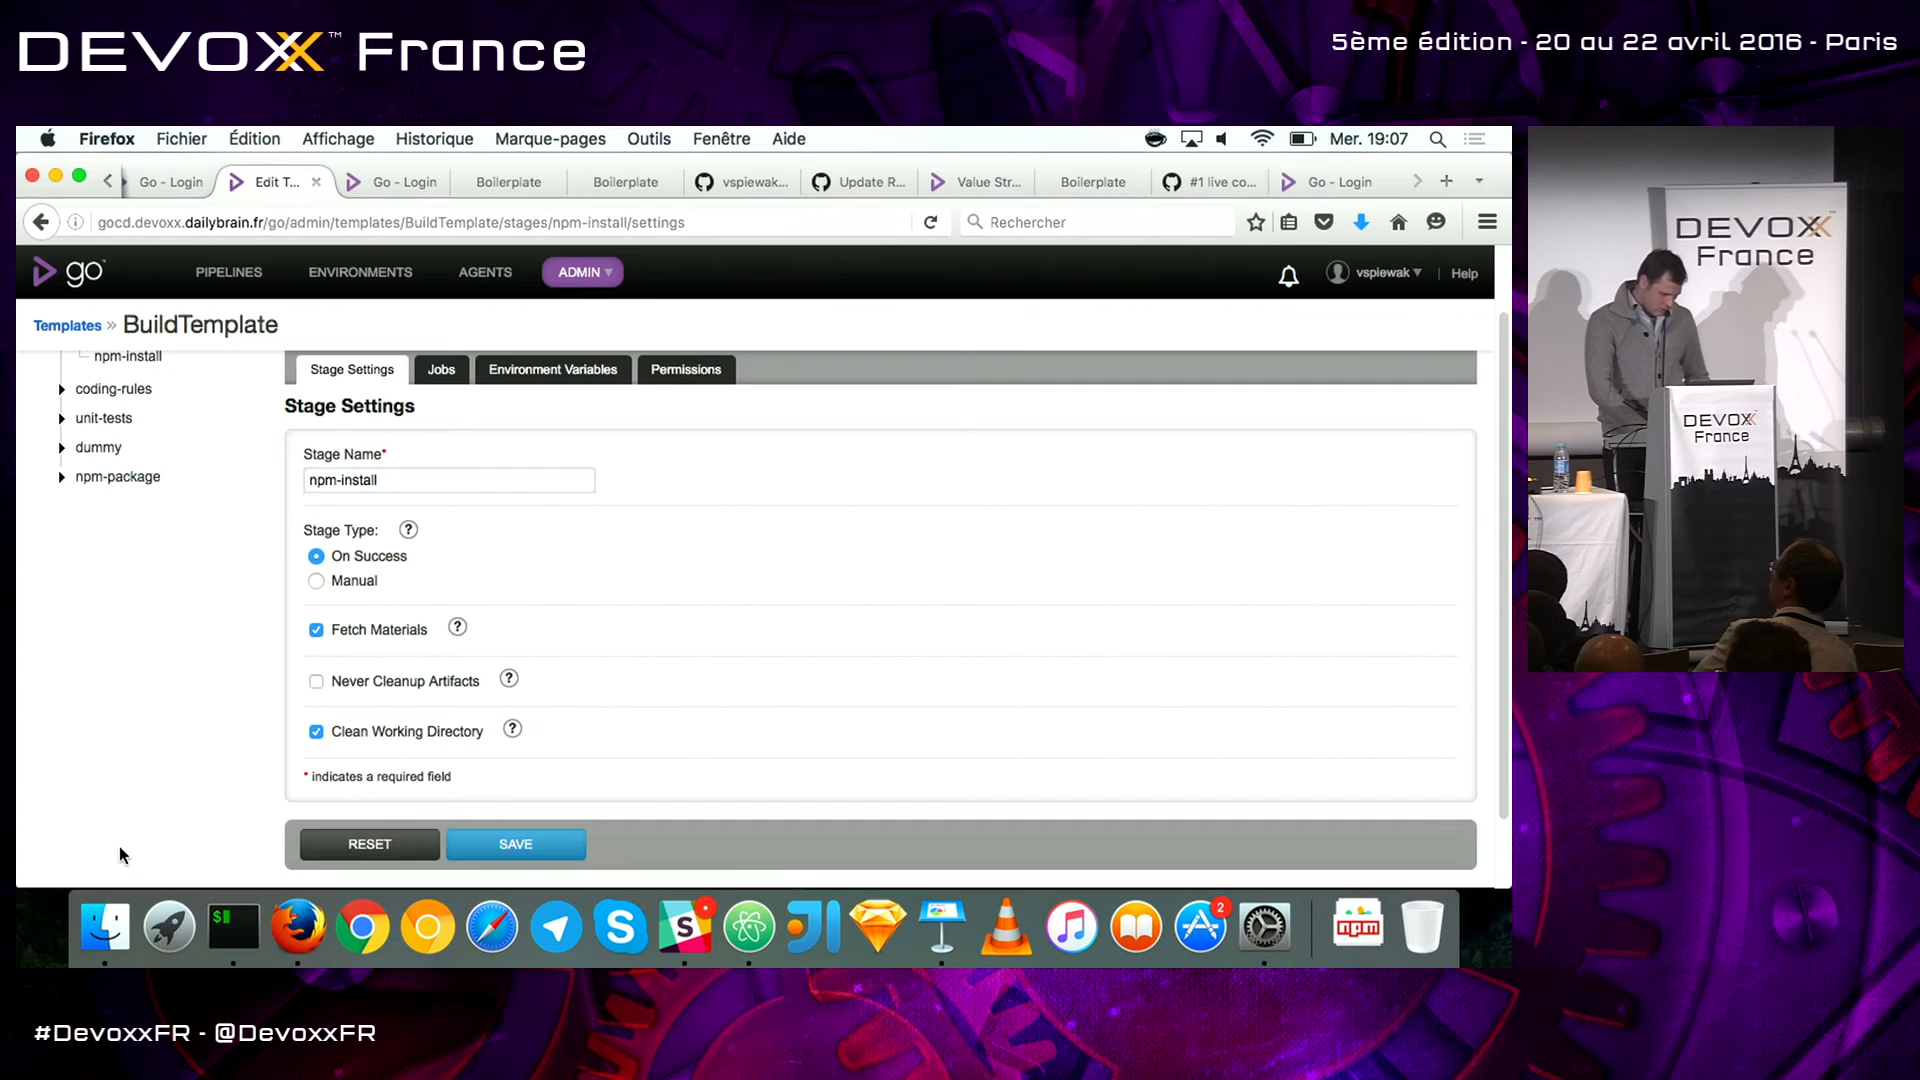 DEVOXX™ France
5ème édition - 20 au 22 avril 2016 - Paris
Firefox Fichier Édition Affichage Historique Marque-pages Outils Fenêtre Aide Mer. 19:07
Go - Login Edit T... Go - Login Boilerplate Boilerplate vspiewak... Update R... Value Str... Boilerplate #1 live co... Go - Login
gocd.devoxx.dailybrain.fr/go/admin/templates/BuildTemplate/stages/npm-install/settings Rechercher
go™ PIPELINES ENVIRONMENTS AGENTS ADMIN vspiewak Help
Templates » BuildTemplate
npm-install
coding-rules
unit-tests
dummy
npm-package
Stage Settings Jobs Environment Variables Permissions
Stage Settings
Stage Name*
npm-install
Stage Type: ?
On Success
Manual
Fetch Materials ?
Never Cleanup Artifacts ?
Clean Working Directory ?
* indicates a required field
RESET SAVE
$
S
S
2
npm
DEVOXX
France
DEVOXX
France
#DevoxxFR - @DevoxxFR